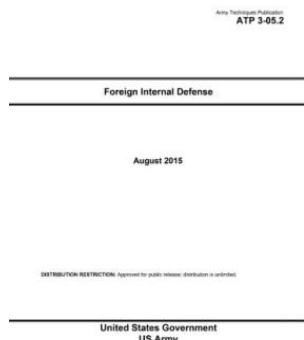 Army Techniques Publication
ATP 3-05.2
Foreign Internal Defense
August 2015
DISTRIBUTION RESTRICTION: Approved for public release; distribution is unlimited.
United States Government
US Army